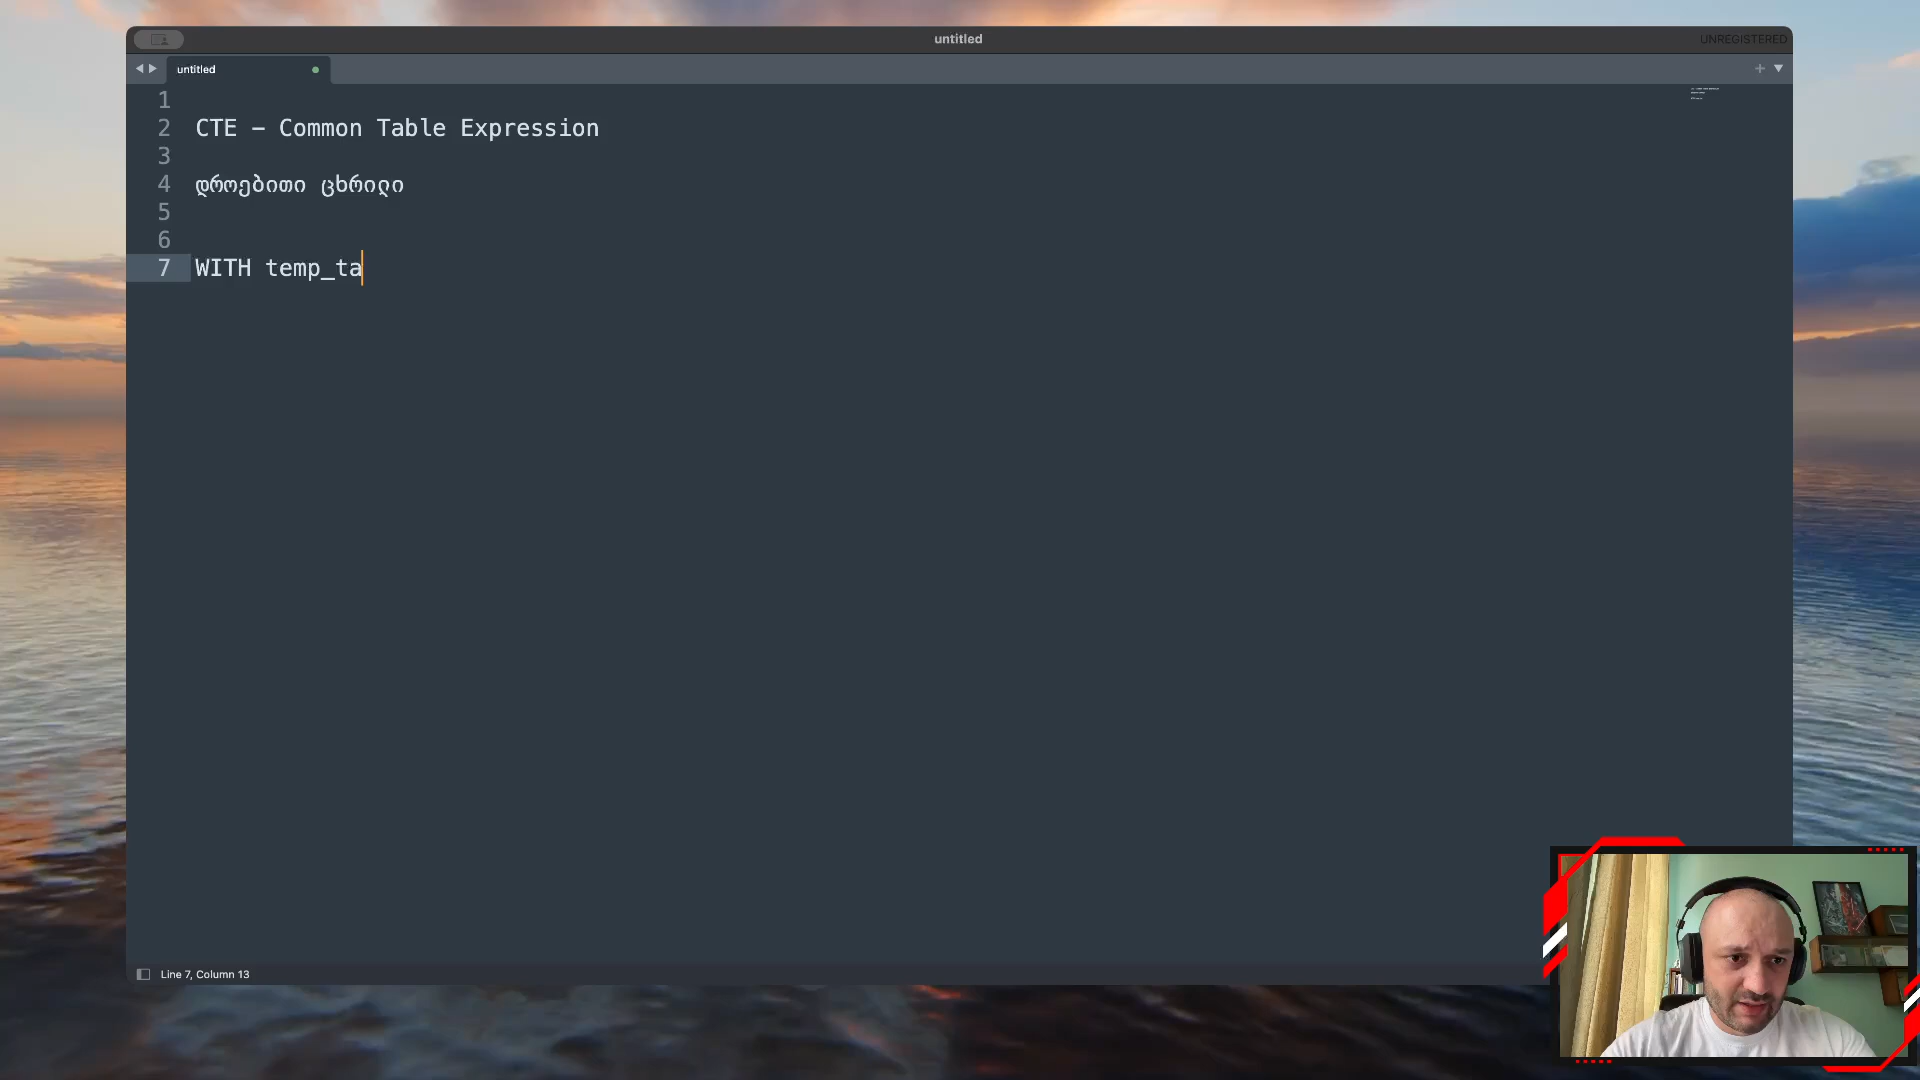 untitled
UNREGISTERED
untitled
1
2 CTE – Common Table Expression
3
4 დროებითი ცხრილი
5
6
7 WITH temp_ta
Line 7, Column 13